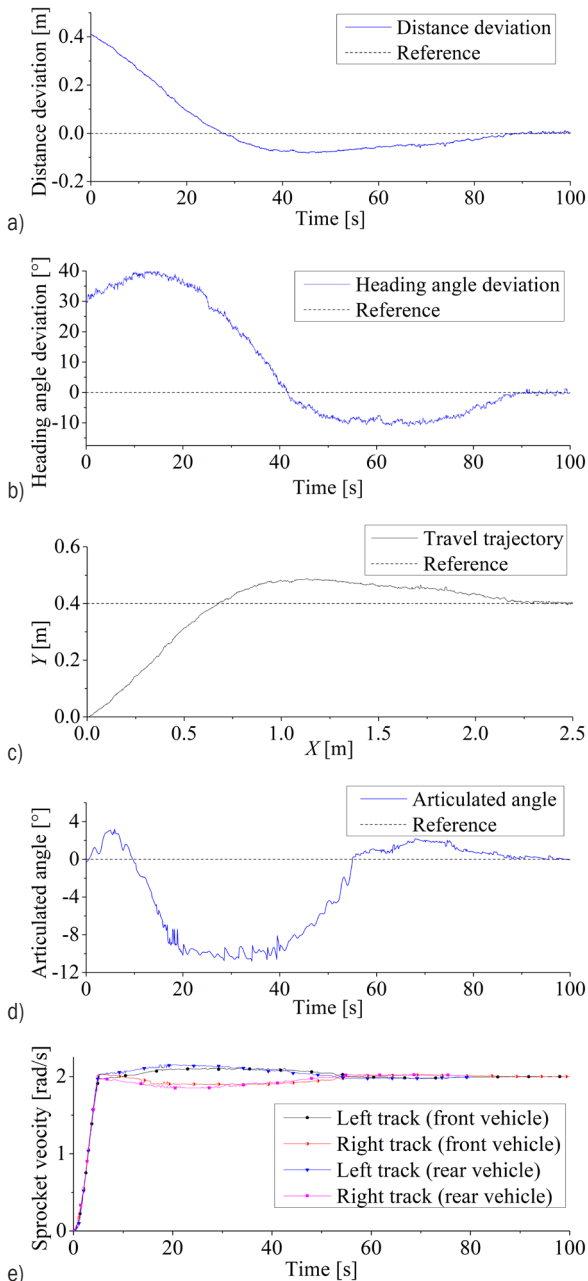 Distance deviation [m]
0.4
0.0
-0.2
Distance deviation
Reference
0
20
40
60
80
100
Time [s]
a)
Heading angle deviation [°]
40
30
20
10
0
-10
Heading angle deviation
Reference
0
20
40
60
80
100
Time [s]
b)
Y [m]
0.6
0.4
0.2
0.0
Travel trajectory
Reference
0.0
0.5
1.0
1.5
2.0
2.5
X [m]
c)
Articulated angle [°]
4
0
-4
-8
-12
Articulated angle
Reference
0
20
40
60
80
100
Time [s]
d)
Sprocket veocity [rad/s]
2
1
0
Left track (front vehicle)
Right track (front vehicle)
Left track (rear vehicle)
Right track (rear vehicle)
0
20
40
60
80
100
Time [s]
e)